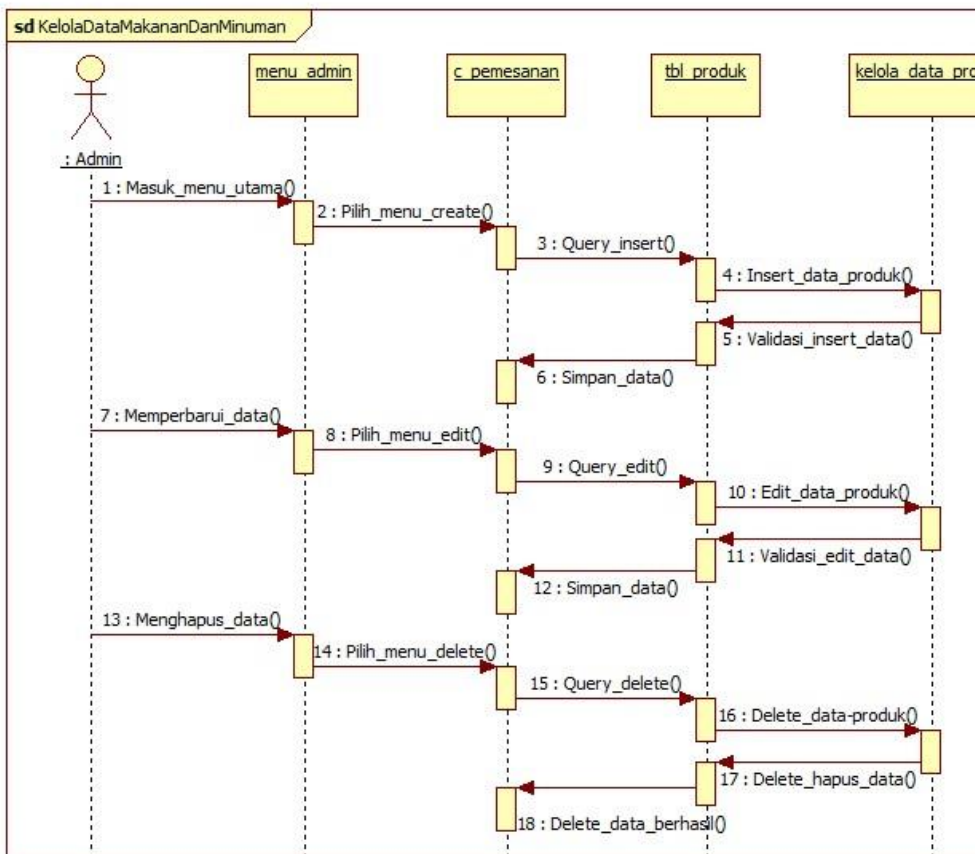 sd KelolaDataMakananDanMinuman
menu_admin
c_pemesanan
tbl_produk
kelola_data_pro
: Admin
1 : Masuk_menu_utama()
2 : Pilih_menu_create()
3 : Query_insert()
4 : Insert_data_produk()
5 : Validasi_insert_data()
6 : Simpan_data()
7 : Memperbarui_data()
8 : Pilih_menu_edit()
9 : Query_edit()
10 : Edit_data_produk()
11 : Validasi_edit_data()
12 : Simpan_data()
13 : Menghapus_data()
14 : Pilih_menu_delete()
15 : Query_delete()
16 : Delete_data-produk()
17 : Delete_hapus_data()
18 : Delete_data_berhasil()